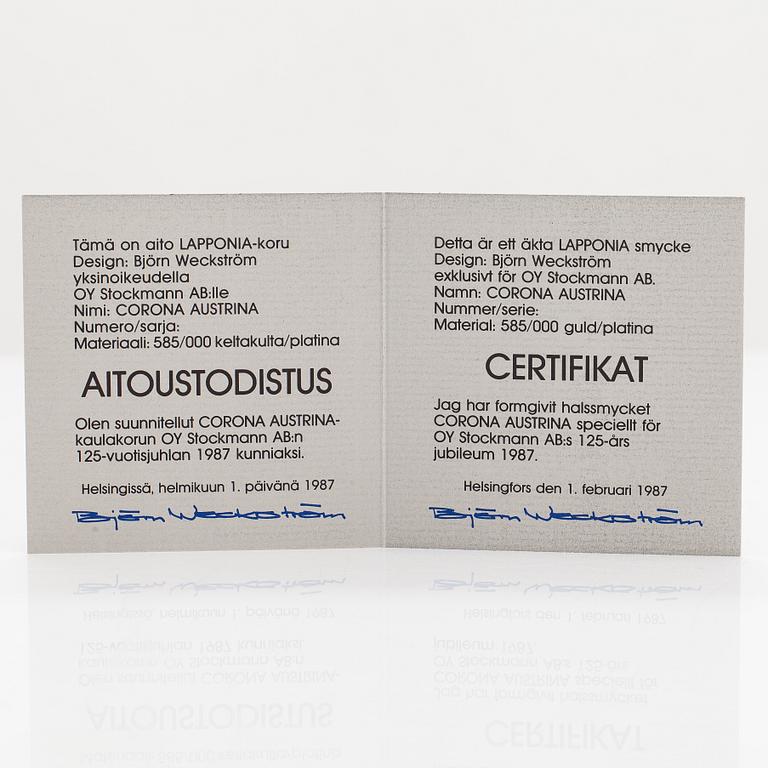 Tämä on aito LAPPONIA-koru
Design: Björn Weckström
yksinoikeudella
OY Stockmann AB:lle
Nimi: CORONA AUSTRINA
Numero/sarja:
Materiaali: 585/000 keltakulta/platina
AITOUSTODISTUS
Olen suunnitellut CORONA AUSTRINA-
kaulakorun OY Stockmann AB:n
125-vuotisjuhlan 1987 kunniaksi.
Helsingissä, helmikuun 1. päivänä 1987
Björn Weckström
Detta är ett äkta LAPPONIA smycke
Design: Björn Weckström
exklusivt för OY Stockmann AB.
Namn: CORONA AUSTRINA
Nummer/serie:
Material: 585/000 guld/platina
CERTIFIKAT
Jag har formgivit halssmycket
CORONA AUSTRINA speciellt för
OY Stockmann AB:s 125-års
jubileum 1987.
Helsingfors den 1. februari 1987
Björn Weckström